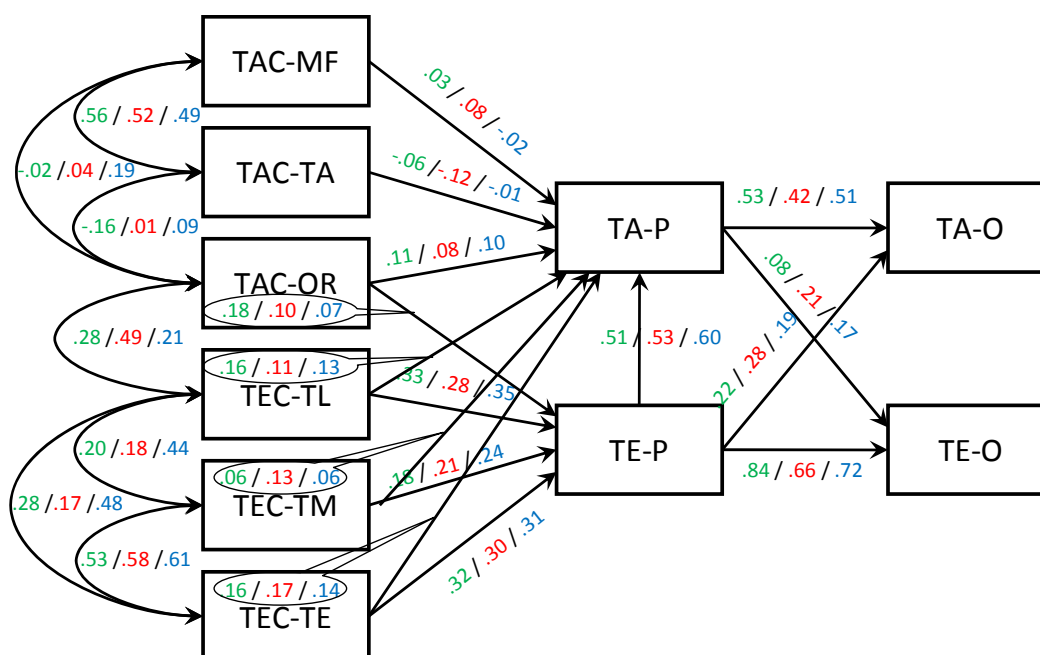 TAC-MF
.03 / .08 / -.02
.56 / .52 / .49
TAC-TA
-.06 /-.12 / -.01
-.02 /.04 /.19
TA-P
.53 / .42 / .51
TA-O
-.16 /.01 /.09
.11 / .08 / .10
TAC-OR
.18 / .10 / .07
.08 / .21 / .17
.28 /.49 /.21
.51 / .53 / .60
.22 / .28 / .19
.16 / .11 / .13
TEC-TL
.33 / .28 / .35
.20 /.18 /.44
TE-P
.84 / .66 / .72
TE-O
.06 / .13 / .06
TEC-TM
.18 / .21 / .24
.28 /.17 /.48
.53 /.58 /.61
.32 / .30 / .31
.16 / .17 / .14
TEC-TE